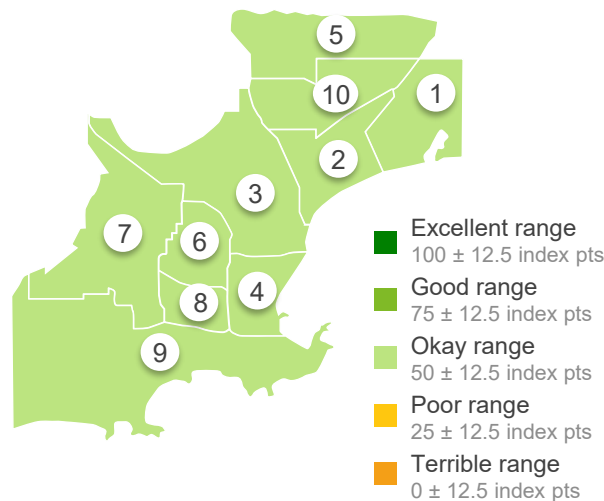 5
10
1
2
3
7
6
4
8
9
Excellent range
100 ± 12.5 index pts
Good range
75 ± 12.5 index pts
Okay range
50 ± 12.5 index pts
Poor range
25 ± 12.5 index pts
Terrible range
0 ± 12.5 index pts